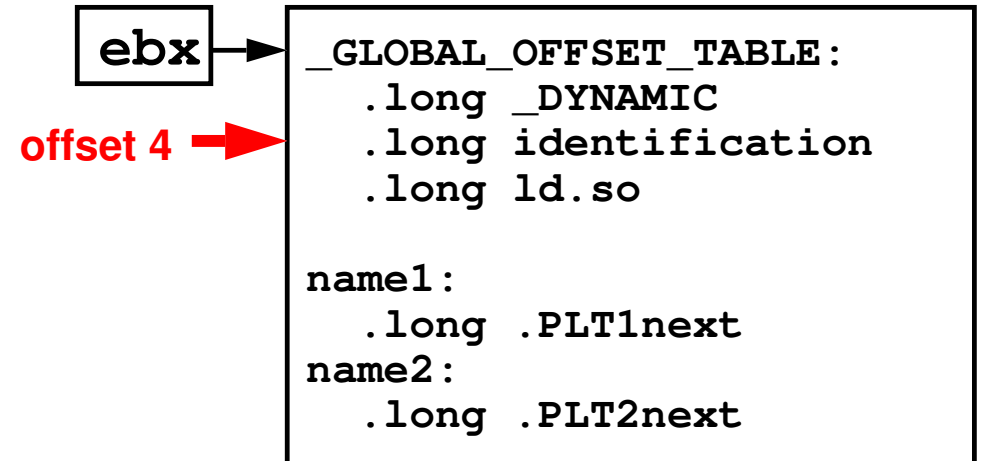 ebx
_GLOBAL_OFFSET_TABLE:
.long _DYNAMIC
offset 4
.long identification
.long ld.so
name1:
.long .PLT1next
name2:
.long .PLT2next